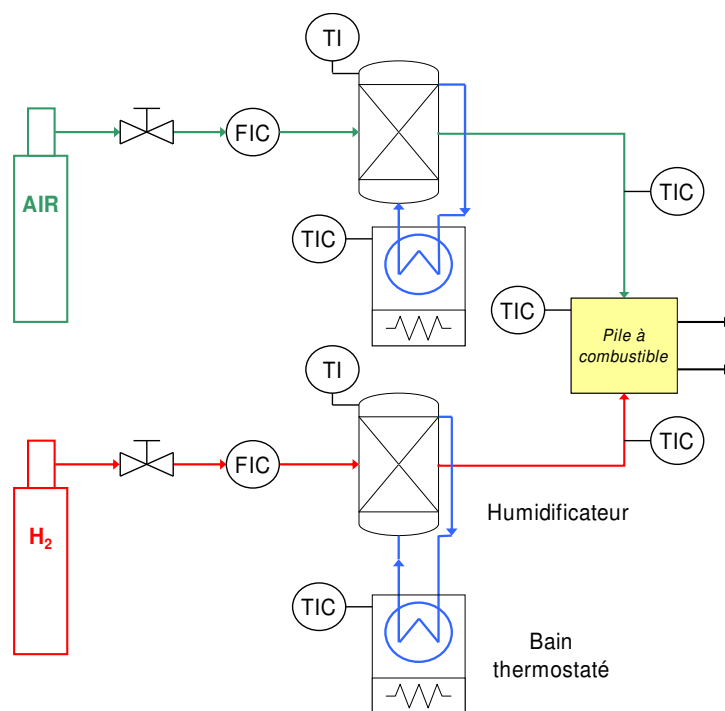 TI
FIC
AIR
TIC
TIC
TIC
Pile à
combustible
TI
TIC
FIC
H₂
Humidificateur
TIC
Bain
thermostaté